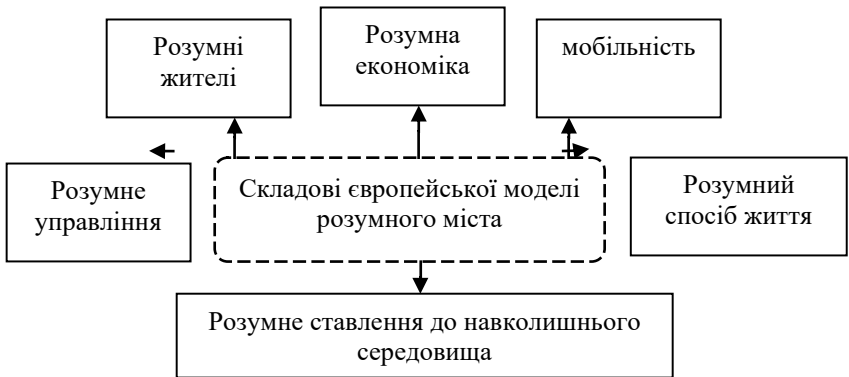 Розумні
жителі
Розумна
економіка
мобільність
Розумне
управління
Складові європейської моделі
розумного міста
Розумний
спосіб життя
Розумне ставлення до навколишнього
середовища